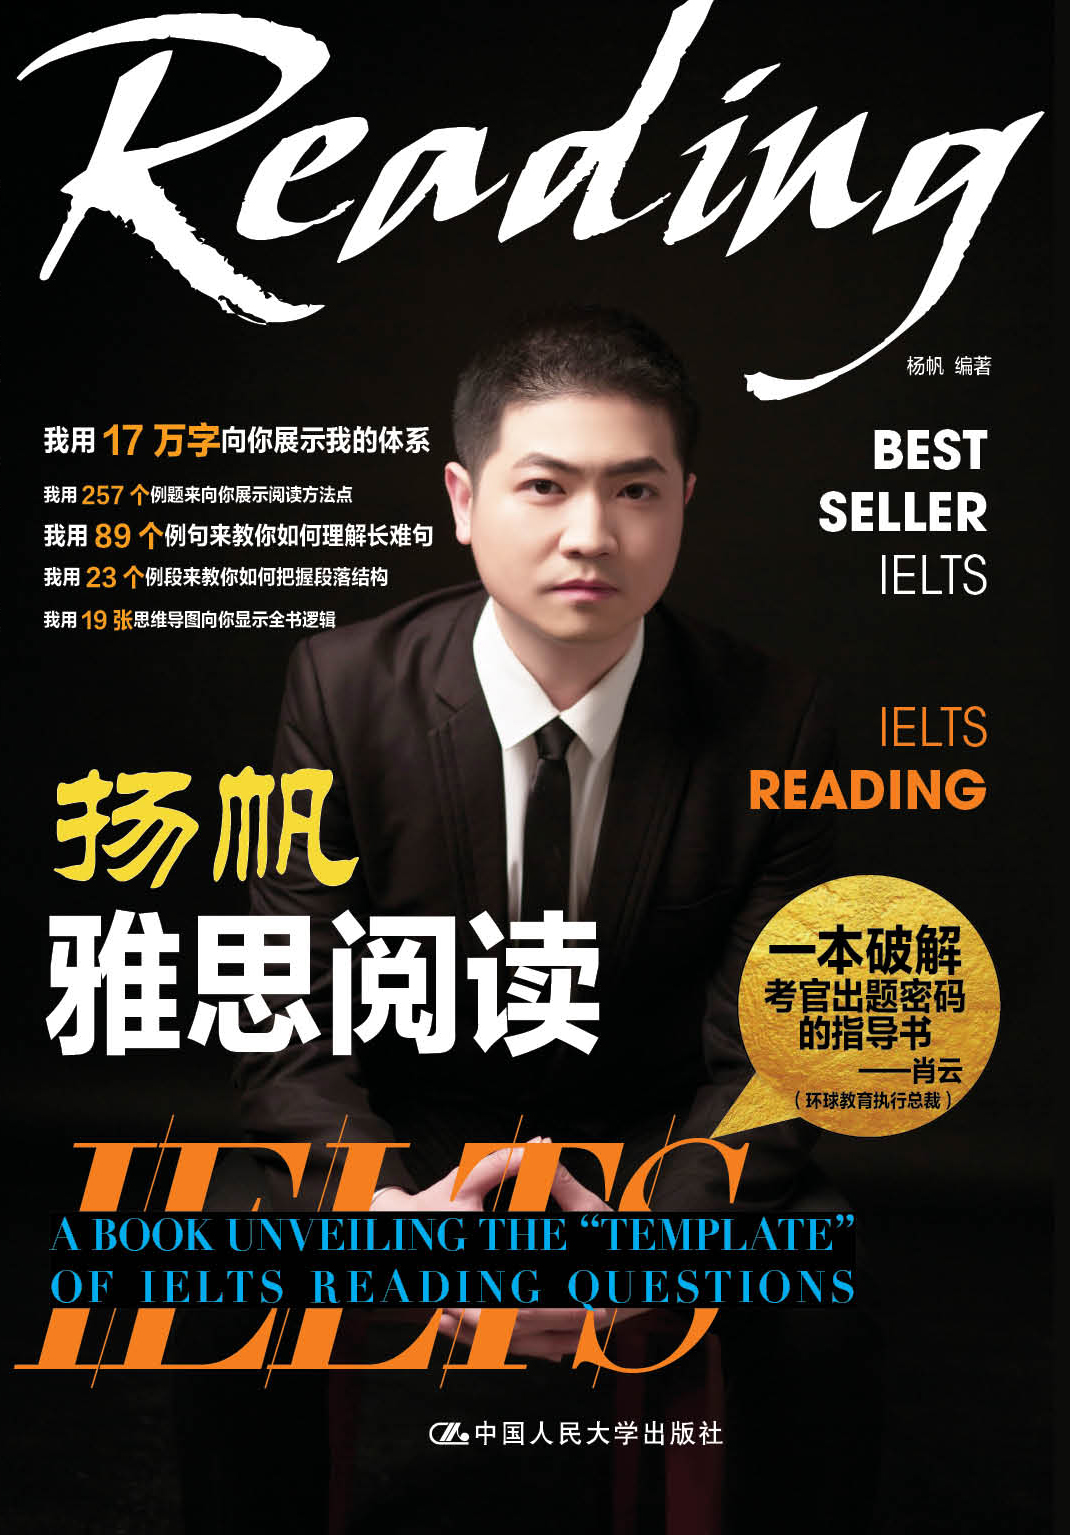 Reading
杨帆 编著
我用 17 万字向你展示我的体系
我用 257 个例题来向你展示阅读方法点
我用 89 个例句来教你如何理解长难句
我用 23 个例段来教你如何把握段落结构
我用 19 张思维导图向你显示全书逻辑
BEST
SELLER
IELTS
IELTS
READING
扬帆
雅思阅读
一本破解
考官出题密码
的指导书
——肖云
（环球教育执行总裁）
IELTS
A BOOK UNVEILING THE “TEMPLATE”
OF IELTS READING QUESTIONS
中国人民大学出版社